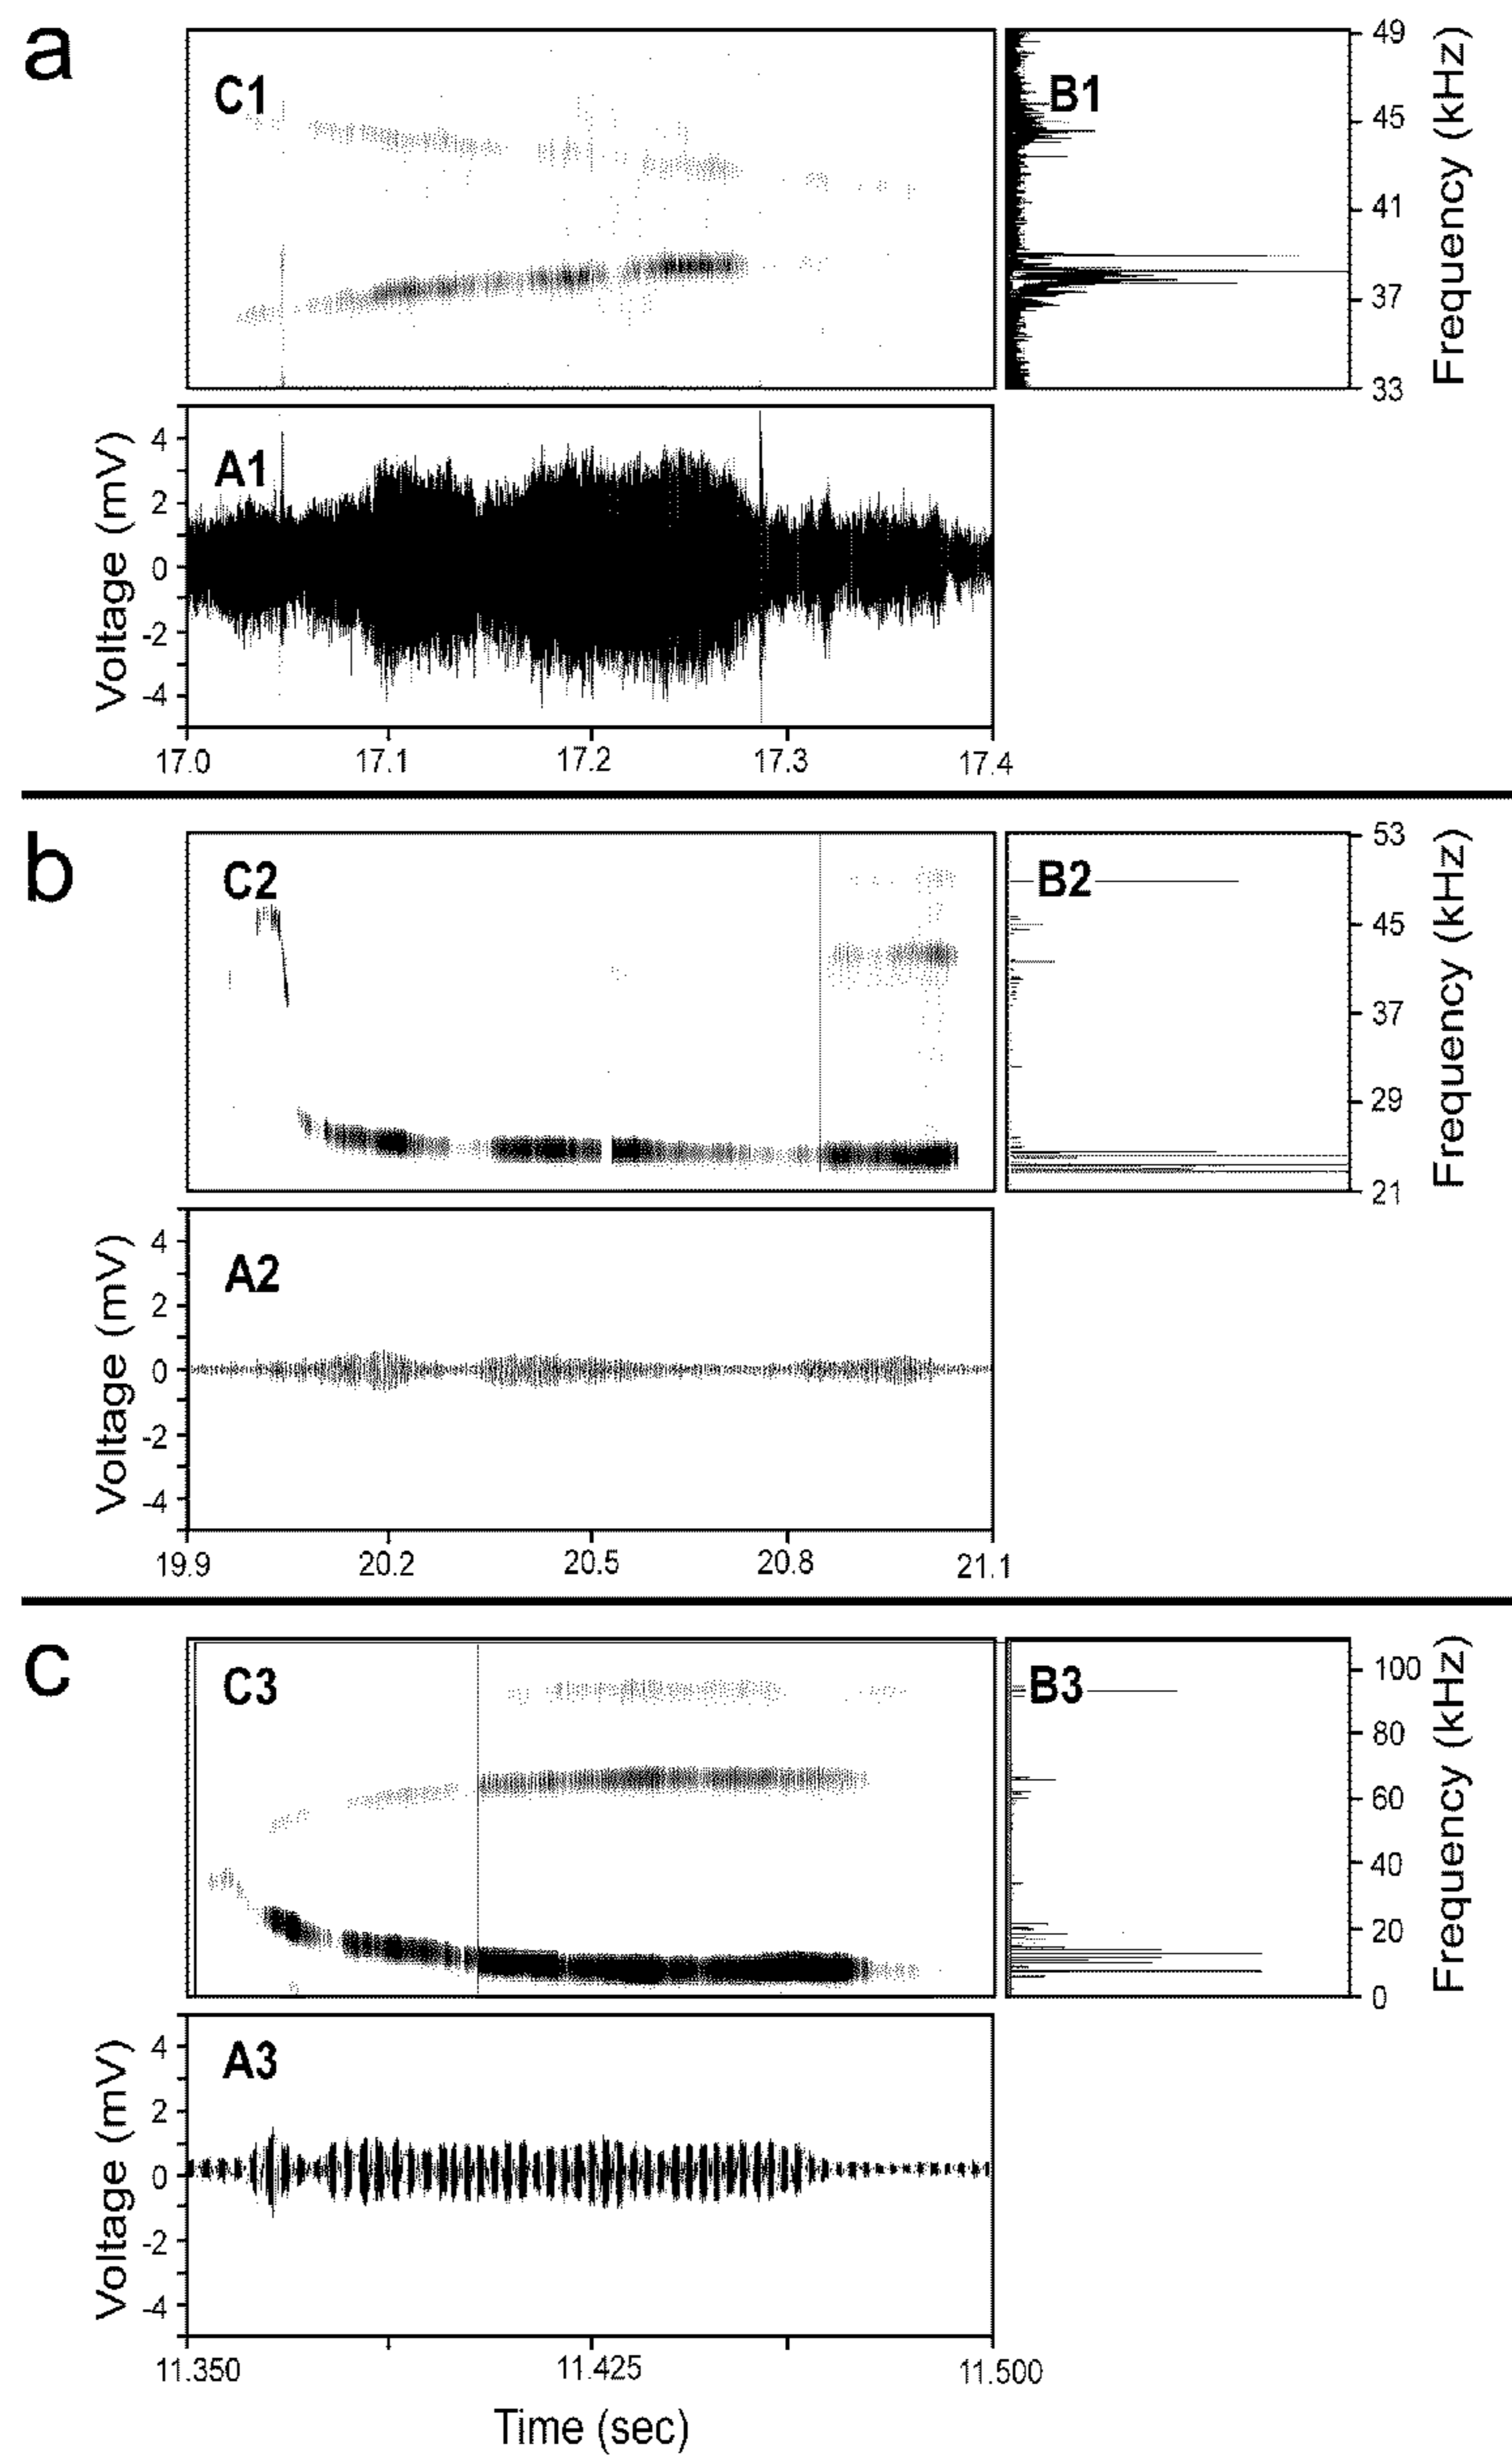 a
C1
B1
49
45
41
37
33
Frequency (kHz)
A1
4
2
0
-2
-4
Voltage (mV)
17.0 17.1 17.2 17.3 17.4
b
C2
B2
53
45
37
29
21
Frequency (kHz)
A2
4
2
0
-2
-4
Voltage (mV)
19.9 20.2 20.5 20.8 21.1
c
C3
B3
100
80
60
40
20
0
Frequency (kHz)
A3
4
2
0
-2
-4
Voltage (mV)
11.350 11.425 11.500
Time (sec)